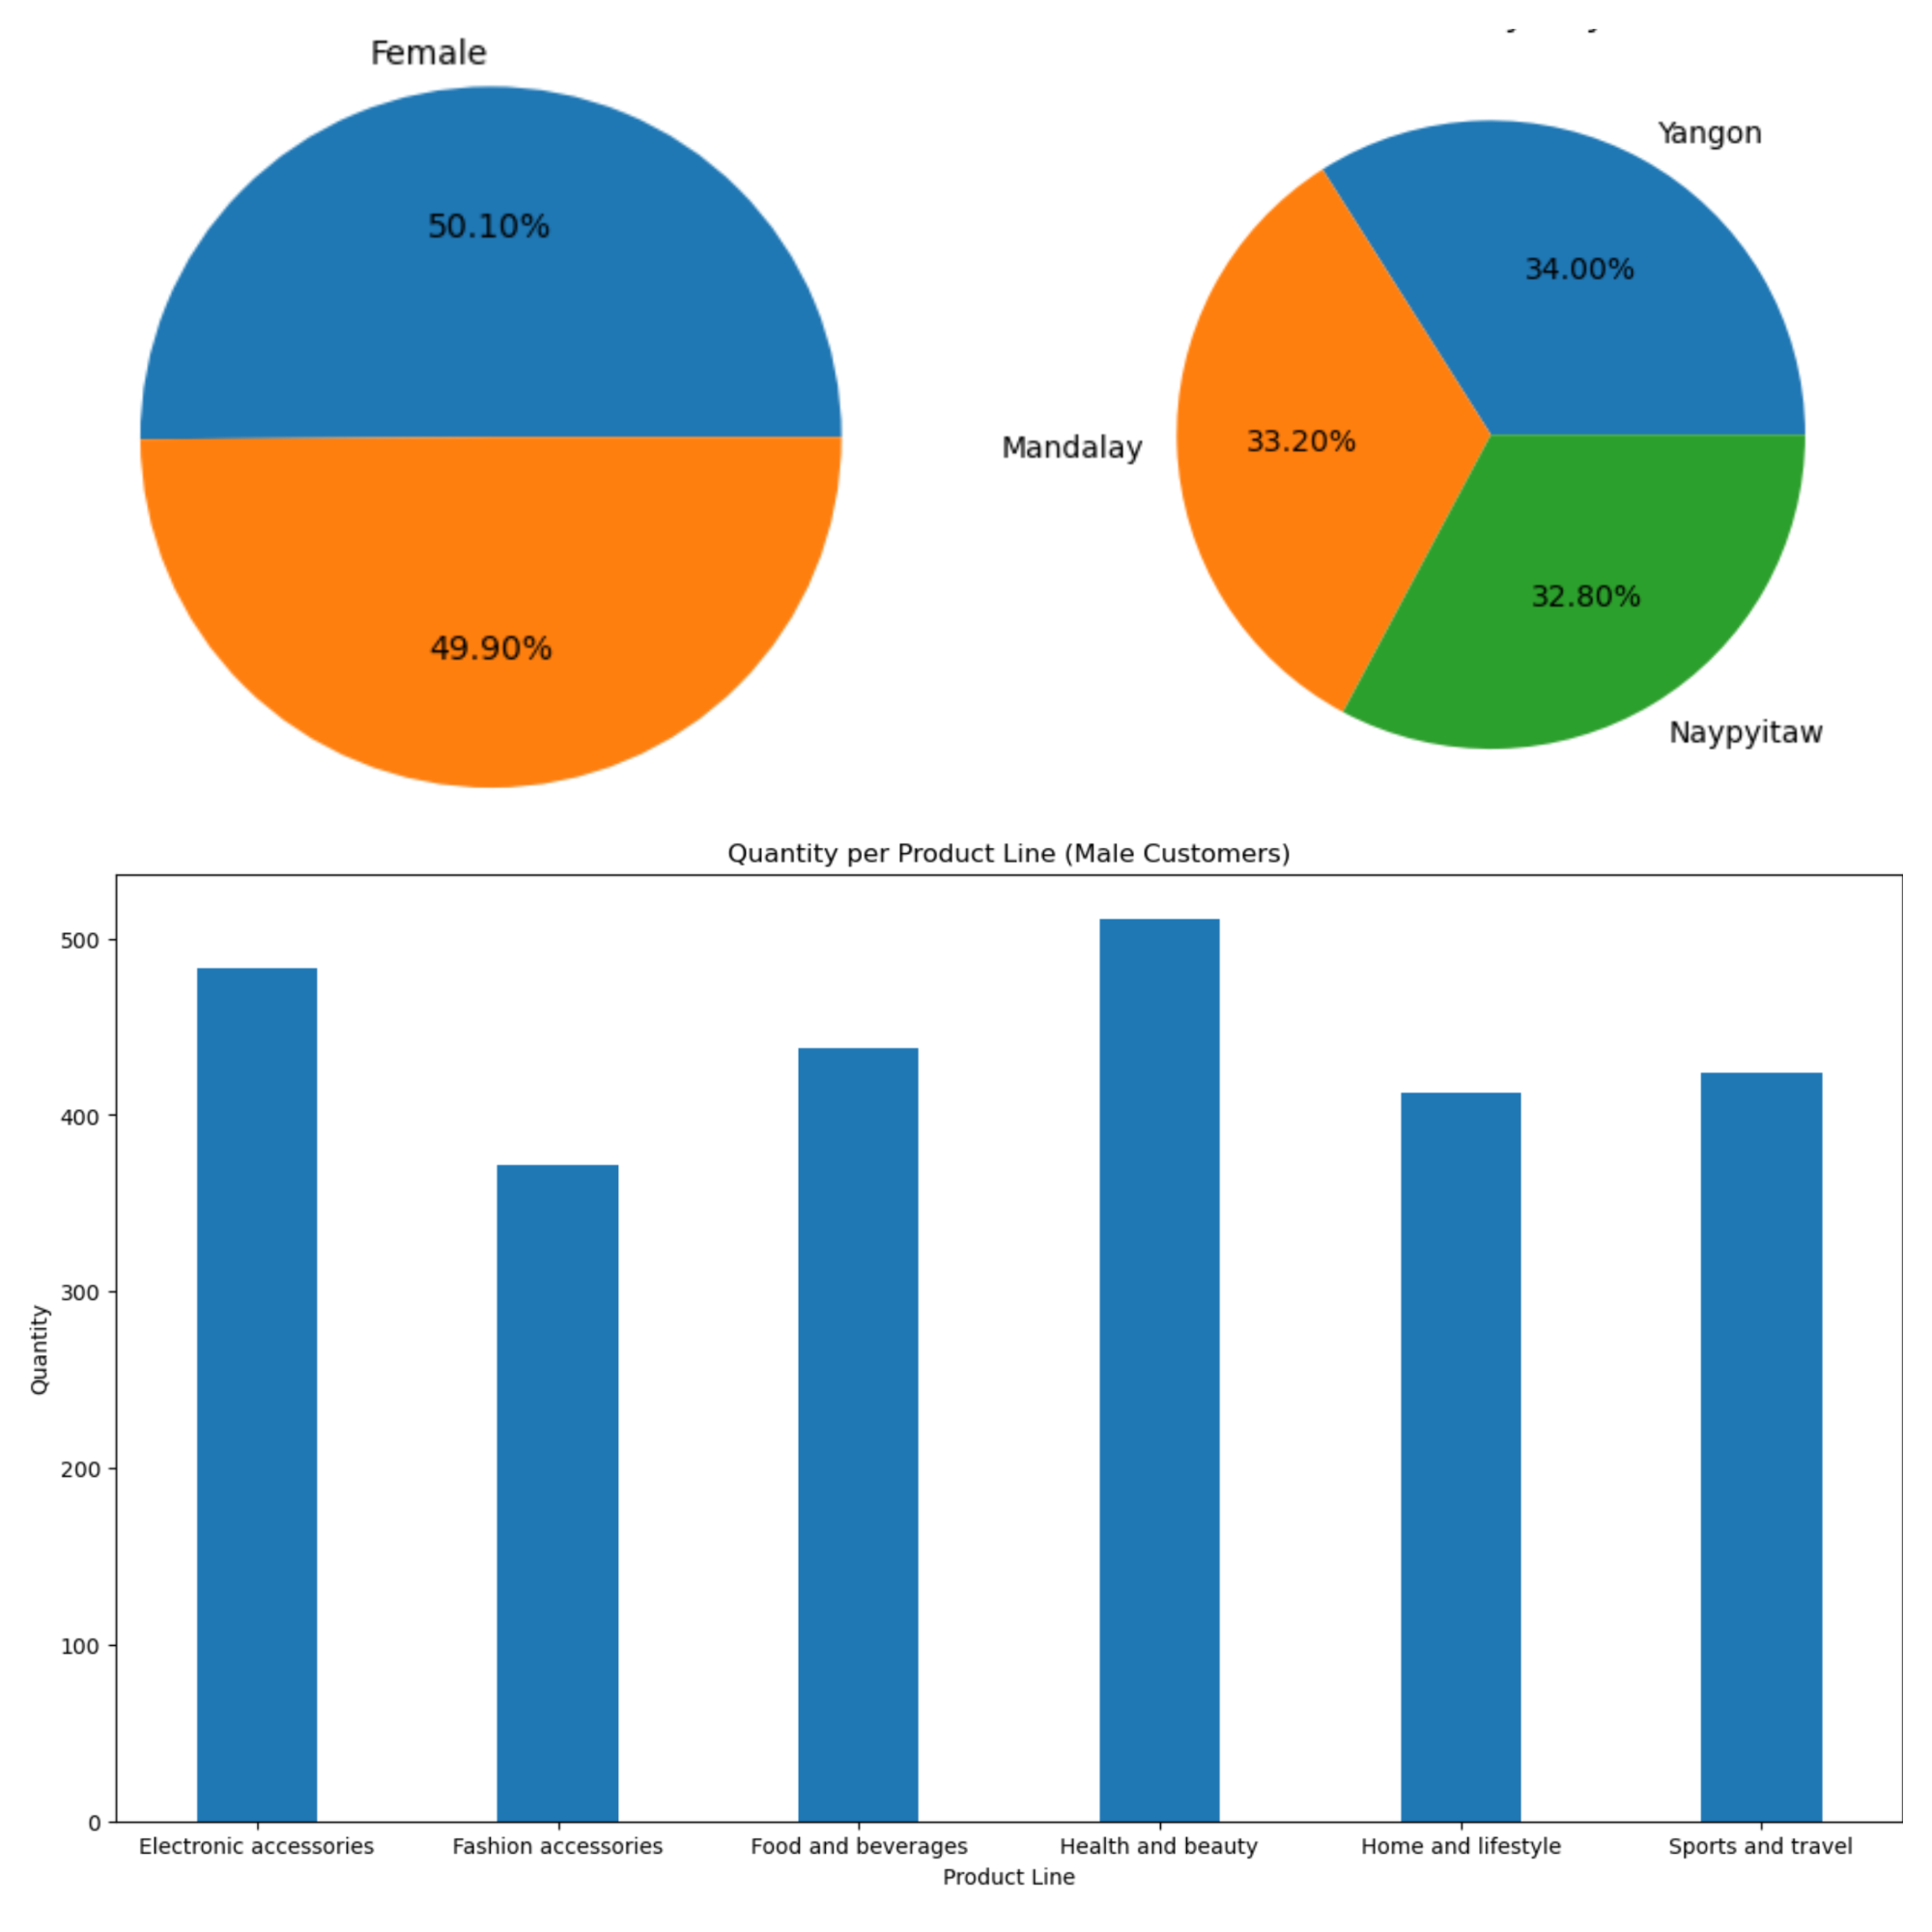 Female
50.10%
49.90%
Yangon
34.00%
Mandalay
33.20%
32.80%
Naypyitaw
Quantity per Product Line (Male Customers)
500
400
300
200
100
0
Quantity
Electronic accessories
Fashion accessories
Food and beverages
Health and beauty
Home and lifestyle
Sports and travel
Product Line